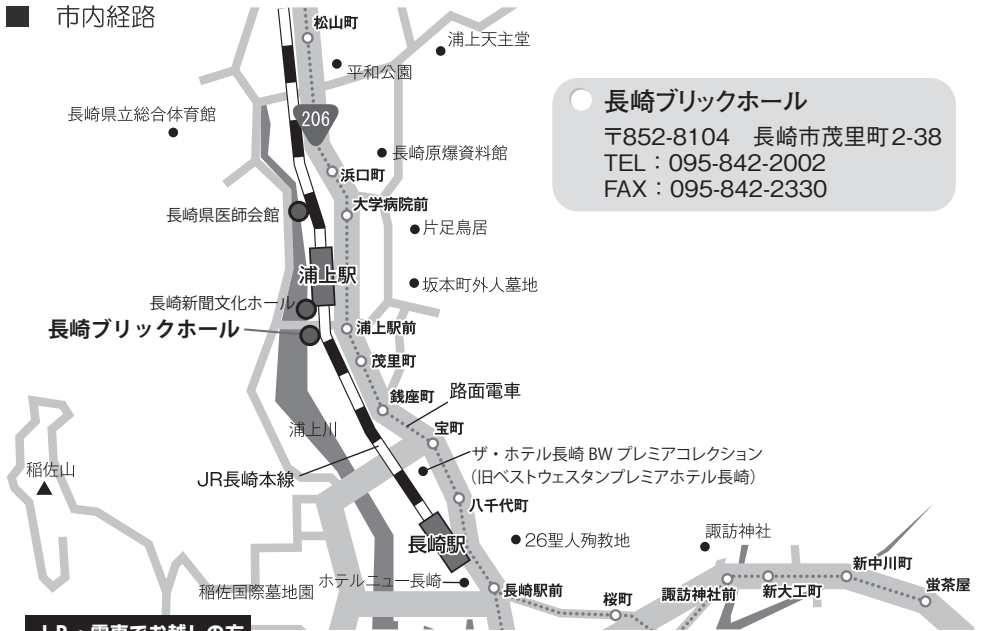 ■ 市内経路
松山町
浦上天主堂
平和公園
長崎県立総合体育館
206
長崎ブリックホール
〒852-8104　長崎市茂里町2-38
TEL：095-842-2002
FAX：095-842-2330
長崎原爆資料館
浜口町
大学病院前
長崎県医師会館
片足鳥居
浦上駅
坂本町外人墓地
長崎新聞文化ホール
長崎ブリックホール
浦上駅前
茂里町
路面電車
銭座町
浦上川
宝町
ザ・ホテル長崎 BW プレミアコレクション
（旧ベストウェスタンプレミアホテル長崎）
稲佐山
JR長崎本線
八千代町
長崎駅
26聖人殉教地
諏訪神社
新中川町
ホテルニュー長崎
稲佐国際墓地園
長崎駅前
桜町
諏訪神社前
新大工町
蛍茶屋
JR・電車でお越しの方